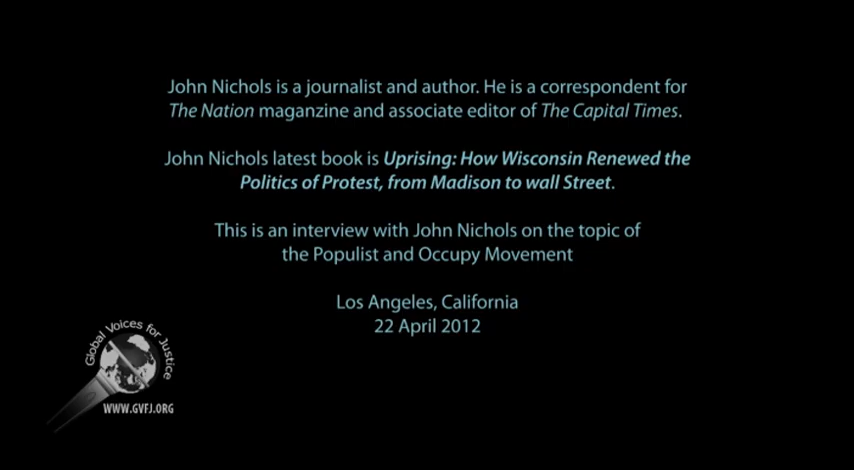 John Nichols is a journalist and author. He is a correspondent for
The Nation maganzine and associate editor of The Capital Times.
John Nichols latest book is Uprising: How Wisconsin Renewed the
Politics of Protest, from Madison to wall Street.
This is an interview with John Nichols on the topic of
the Populist and Occupy Movement
Los Angeles, California
22 April 2012
Global Voices for Justice
WWW.GVFJ.ORG